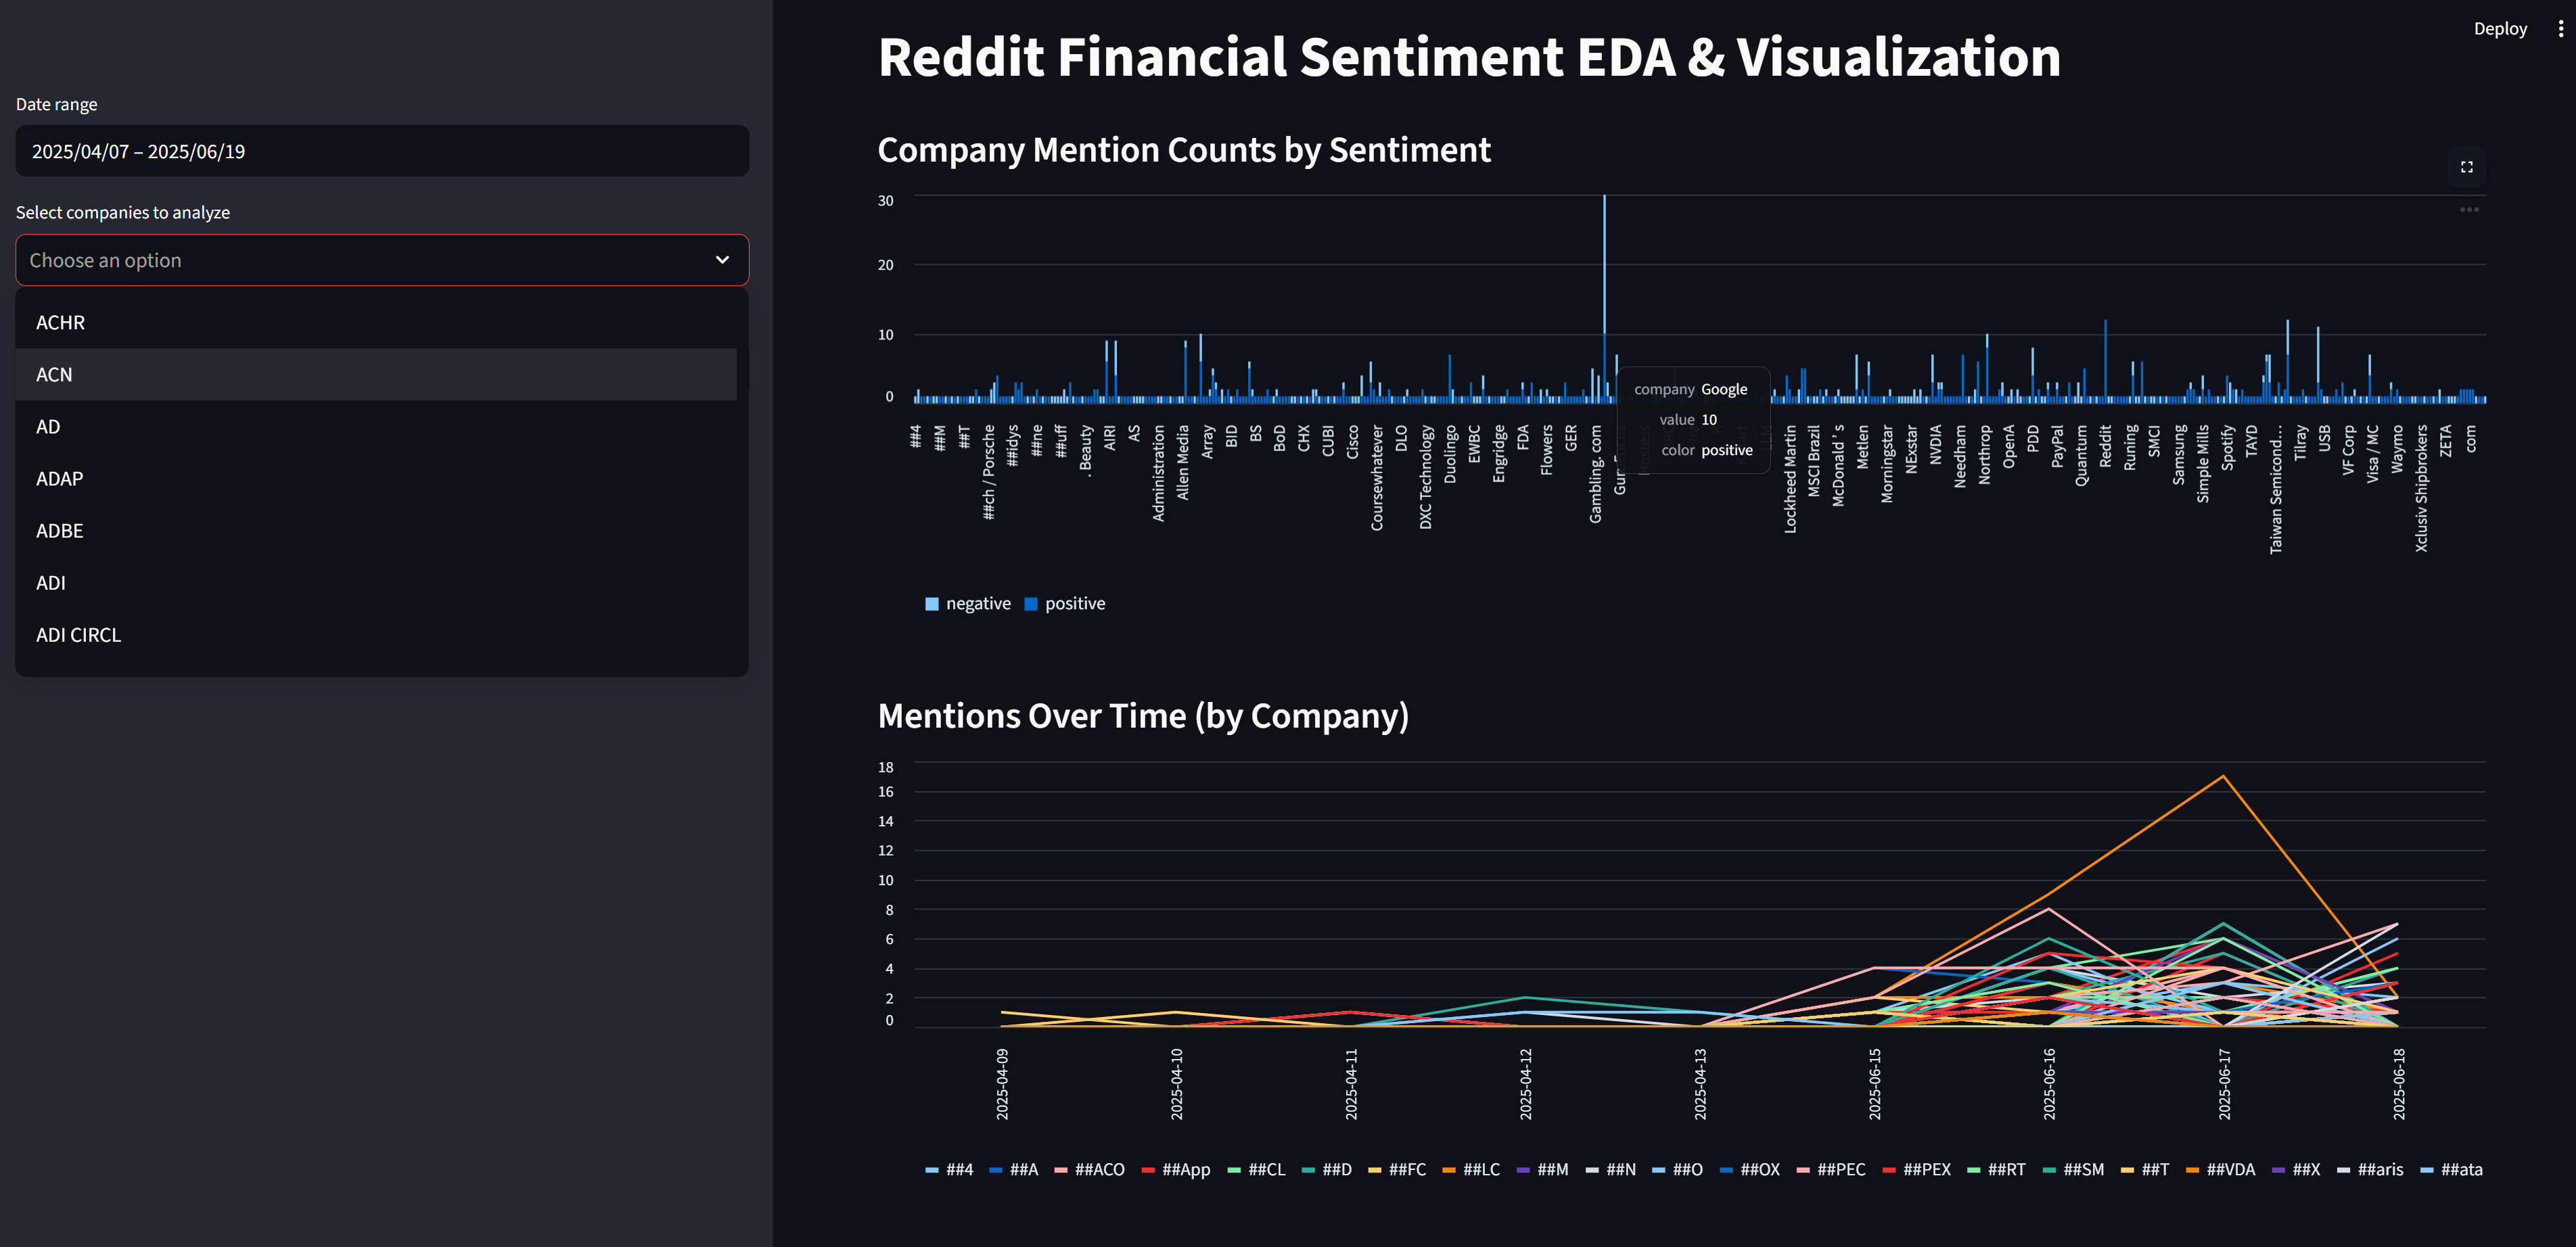 Deploy
Date range
2025/04/07 – 2025/06/19
Select companies to analyze
Choose an option
ACHR
ACN
AD
ADAP
ADBE
ADI
ADI CIRCL
Reddit Financial Sentiment EDA & Visualization
Company Mention Counts by Sentiment
30
20
10
0
company Google
value 10
color positive
##4
##M
##T
##ch / Porsche
##idys
##ne
##uff
. Beauty
AIRI
AS
Administration
Allen Media
Array
BID
BS
BoD
CHX
CUBI
Cisco
Coursewhatever
DLO
DXC Technology
Duolingo
EWBC
Engridge
FDA
Flowers
GER
Gambling. com
Lockheed Martin
MSCI Brazil
McDonald ' s
Metlen
Morningstar
NExstar
NVDIA
Needham
Northrop
OpenA
PDD
PayPal
Quantum
Reddit
Runing
SMCI
Samsung
Simple Mills
Spotify
TAYD
Taiwan Semicond…
Tilray
USB
VF Corp
Visa / MC
Waymo
Xclusiv Shipbrokers
ZETA
com
negative positive
Mentions Over Time (by Company)
18
16
14
12
10
8
6
4
2
0
2025-04-09
2025-04-10
2025-04-11
2025-04-12
2025-04-13
2025-06-15
2025-06-16
2025-06-17
2025-06-18
##4 ##A ##ACO ##App ##CL ##D ##FC ##LC ##M ##N ##O ##OX ##PEC ##PEX ##RT ##SM ##T ##VDA ##X ##aris ##ata